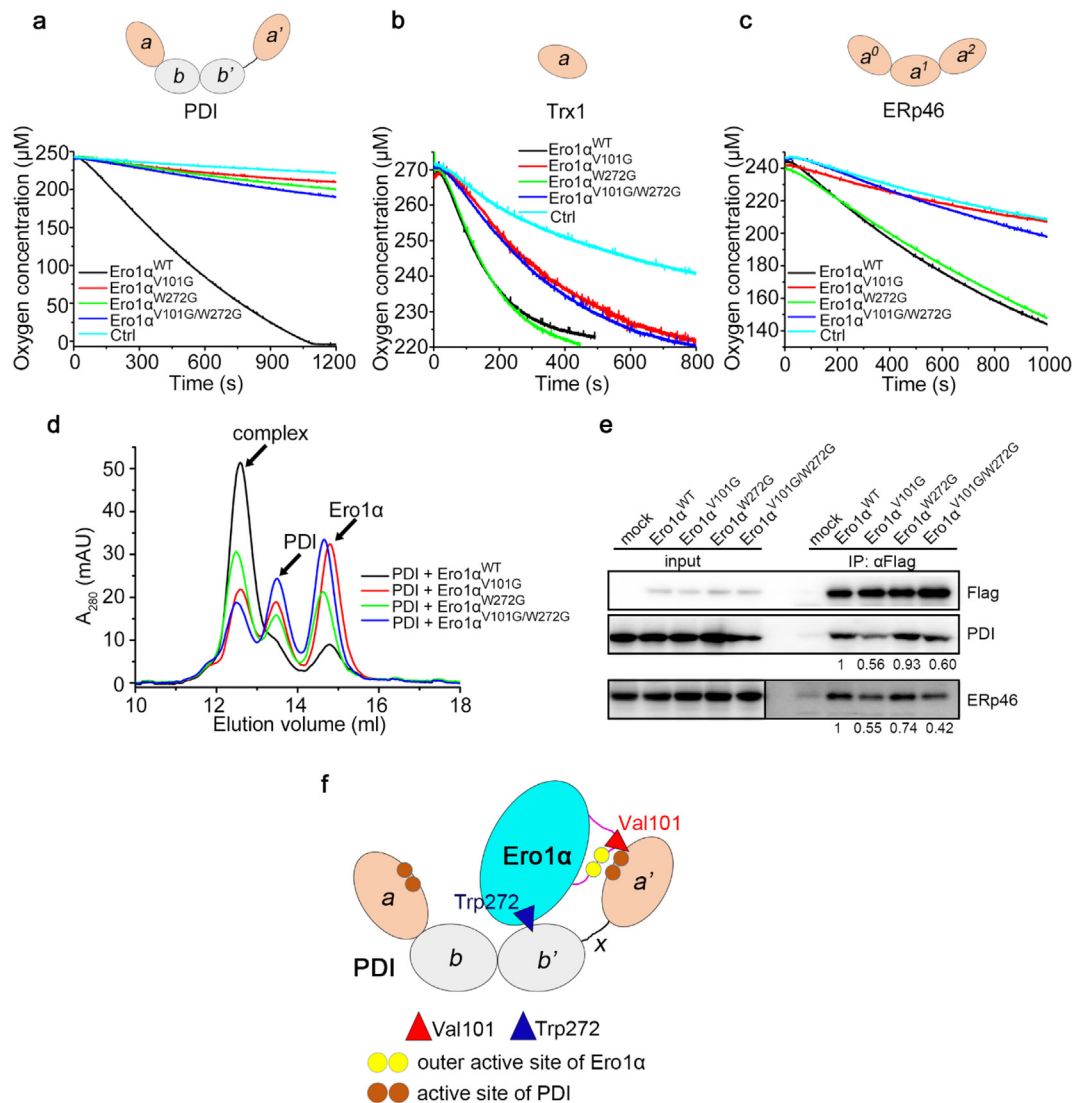 a
a
a'
b
b'
PDI
Oxygen concentration (µM)
250
200
150
100
50
0
Ero1α^WT
Ero1α^V101G
Ero1α^W272G
Ero1α^V101G/W272G
Ctrl
0 300 600 900 1200
Time (s)
b
a
Trx1
Oxygen concentration (µM)
270
260
250
240
230
220
Ero1α^WT
Ero1α^V101G
Ero1α^W272G
Ero1α^V101G/W272G
Ctrl
0 200 400 600 800
Time (s)
c
a^0
a^1
a^2
ERp46
Oxygen concentration (µM)
240
220
200
180
160
140
Ero1α^WT
Ero1α^V101G
Ero1α^W272G
Ero1α^V101G/W272G
Ctrl
0 200 400 600 800 1000
Time (s)
d
complex
PDI
Ero1α
A_280 (mAU)
50
40
30
20
10
0
PDI + Ero1α^WT
PDI + Ero1α^V101G
PDI + Ero1α^W272G
PDI + Ero1α^V101G/W272G
10 12 14 16 18
Elution volume (ml)
e
mock Ero1α^WT Ero1α^V101G Ero1α^W272G Ero1α^V101G/W272G
mock Ero1α^WT Ero1α^V101G Ero1α^W272G Ero1α^V101G/W272G
input IP: αFlag
Flag
PDI
1 0.56 0.93 0.60
ERp46
1 0.55 0.74 0.42
f
Val101
Ero1α
a
a'
Trp272
x
b
b'
PDI
Val101 Trp272
outer active site of Ero1α
active site of PDI